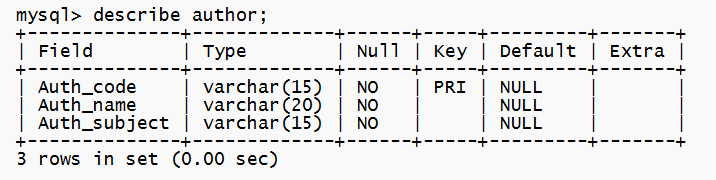 mysql> describe author;
+--------------+-------------+------+-----+---------+-------+
| Field        | Type        | Null | Key | Default | Extra |
+--------------+-------------+------+-----+---------+-------+
| Auth_code    | varchar(15) | NO   | PRI | NULL    |       |
| Auth_name    | varchar(20) | NO   |     | NULL    |       |
| Auth_subject | varchar(15) | NO   |     | NULL    |       |
+--------------+-------------+------+-----+---------+-------+
3 rows in set (0.00 sec)